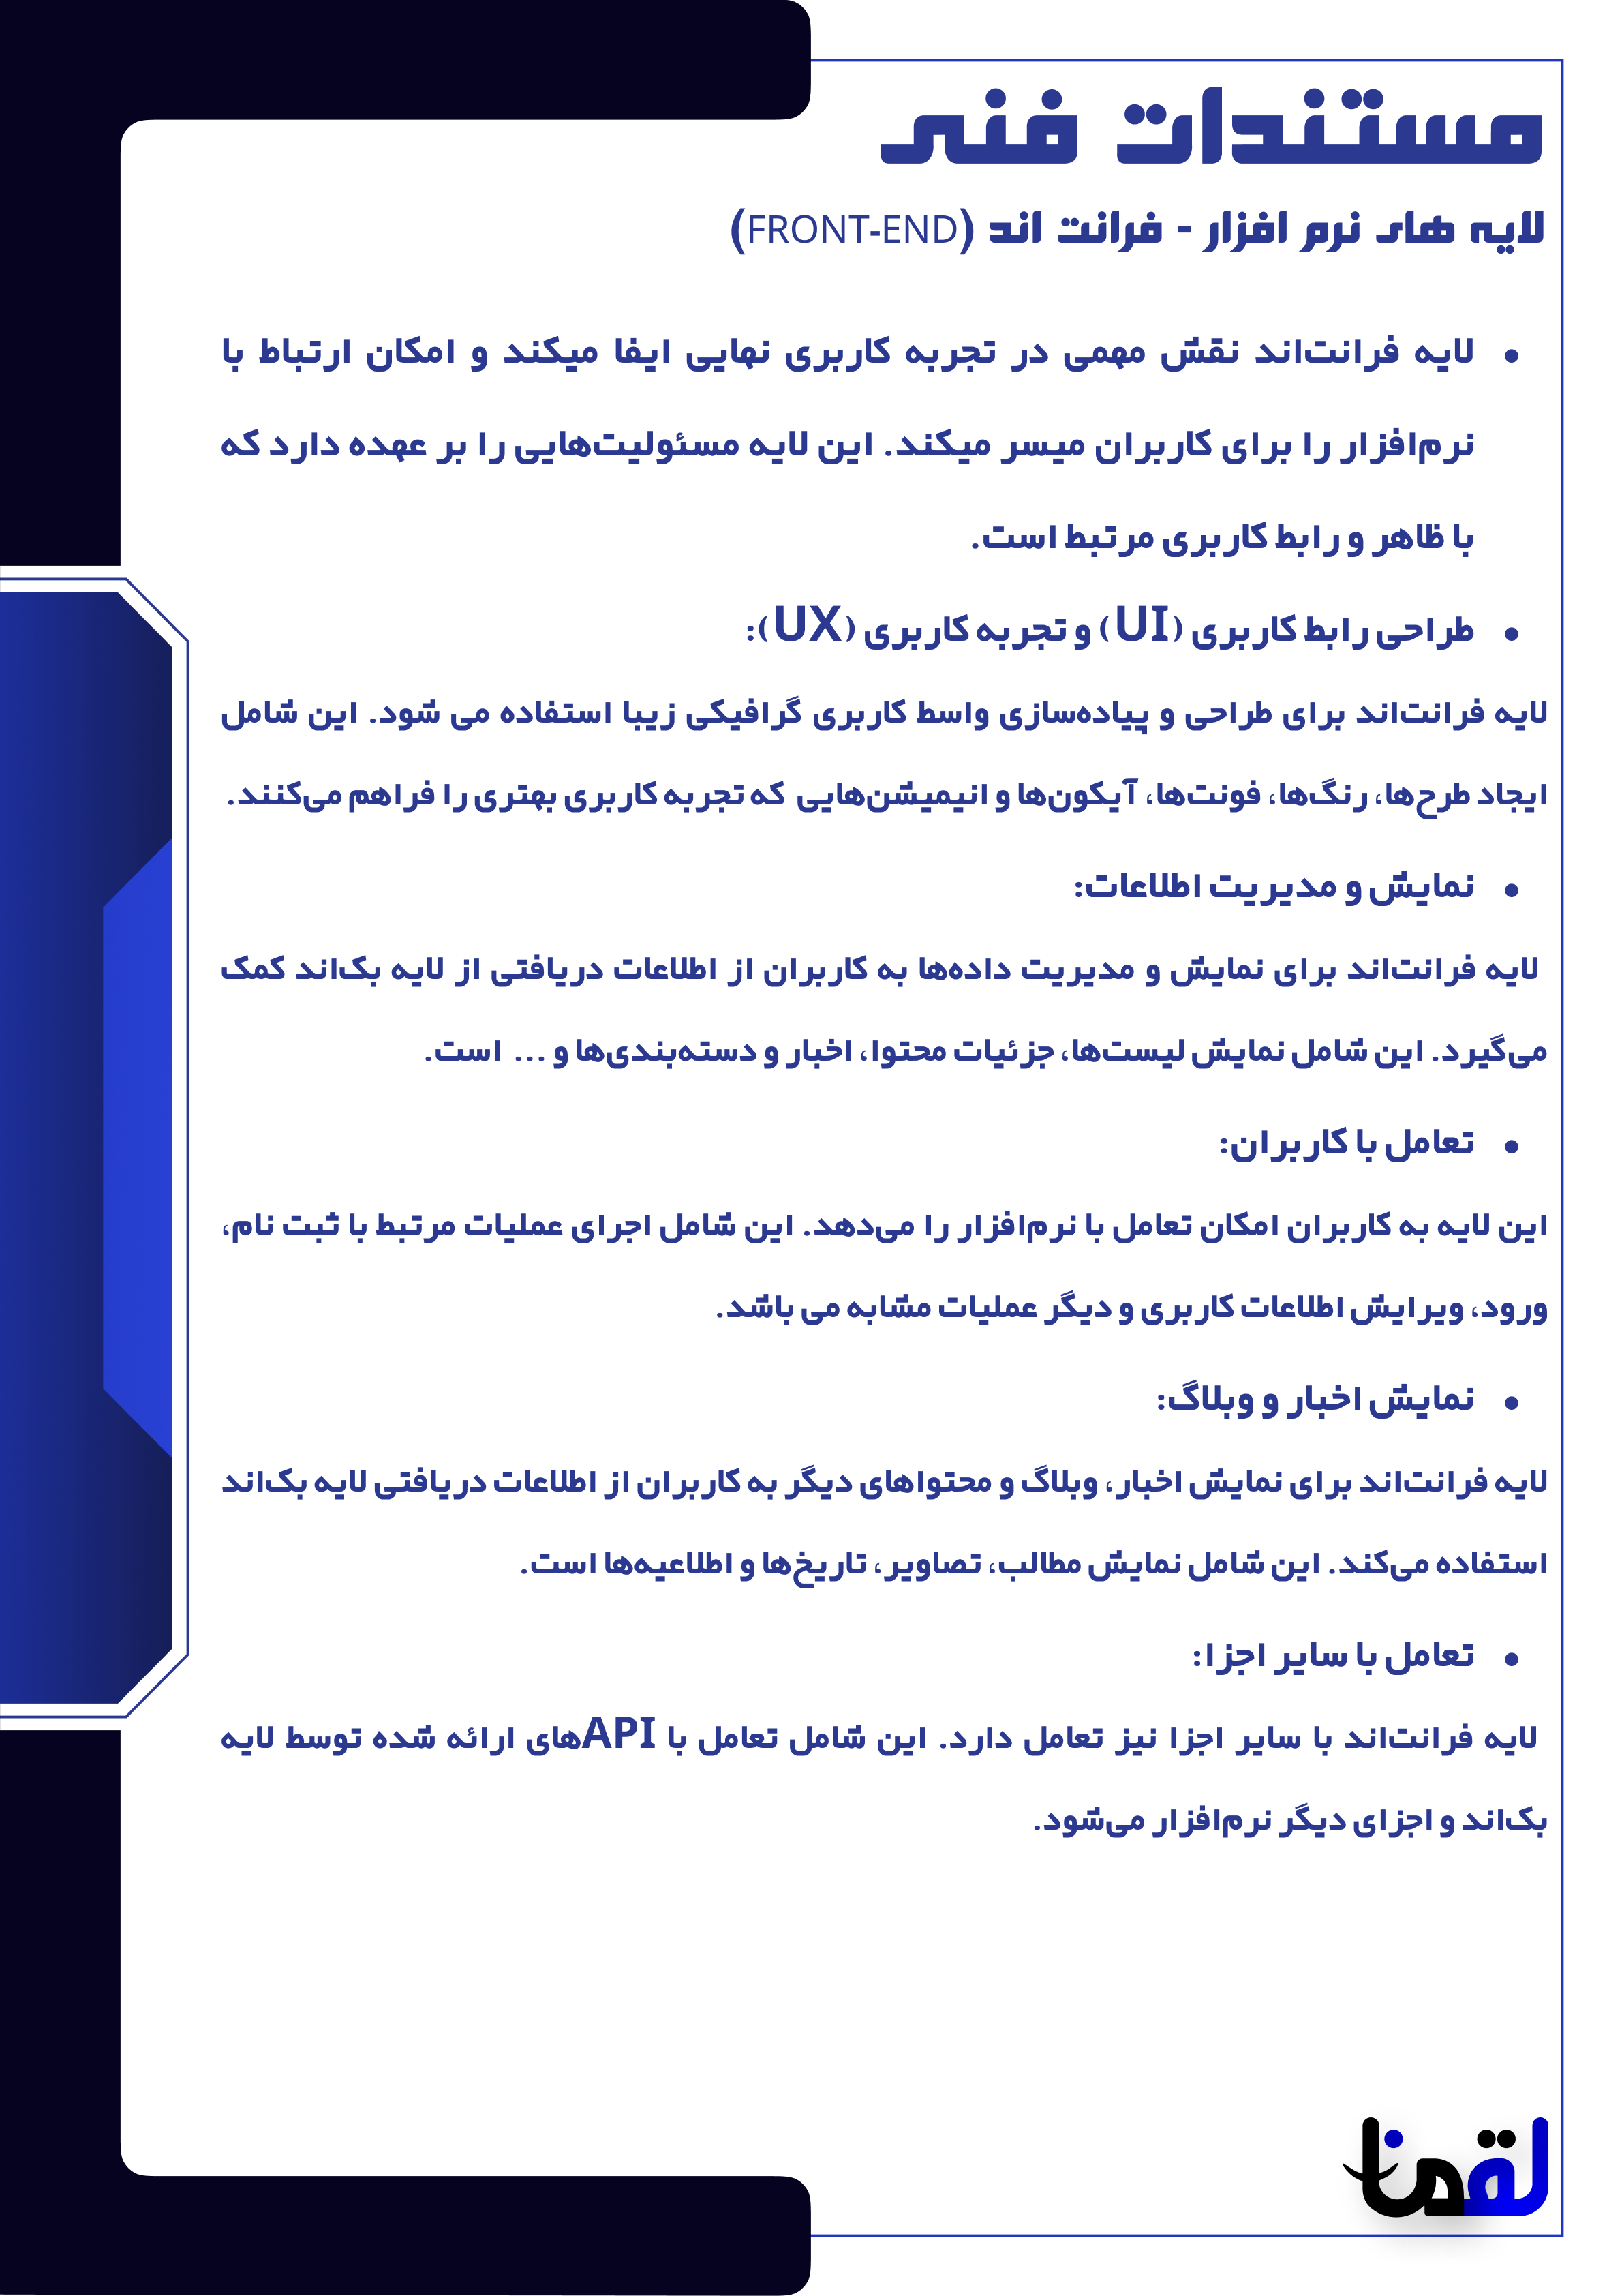 مستندات فنی
لایه های نرم افزار - فرانت اند (FRONT-END)
• لایه فرانت‌اند نقش مهمی در تجربه کاربری نهایی ایفا میکند و امکان ارتباط با
نرم‌افزار را برای کاربران میسر میکند. این لایه مسئولیت‌هایی را بر عهده دارد که
با ظاهر و رابط کاربری مرتبط است.
• طراحی رابط کاربری (UI) و تجربه کاربری (UX):
لایه فرانت‌اند برای طراحی و پیاده‌سازی واسط کاربری گرافیکی زیبا استفاده می شود. این شامل
ایجاد طرح‌ها، رنگ‌ها، فونت‌ها، آیکون‌ها و انیمیشن‌هایی که تجربه کاربری بهتری را فراهم می‌کنند.
• نمایش و مدیریت اطلاعات:
لایه فرانت‌اند برای نمایش و مدیریت داده‌ها به کاربران از اطلاعات دریافتی از لایه بک‌اند کمک
می‌گیرد. این شامل نمایش لیست‌ها، جزئیات محتوا، اخبار و دسته‌بندی‌ها و ... است.
• تعامل با کاربران:
این لایه به کاربران امکان تعامل با نرم‌افزار را می‌دهد. این شامل اجرای عملیات مرتبط با ثبت نام،
ورود، ویرایش اطلاعات کاربری و دیگر عملیات مشابه می باشد.
• نمایش اخبار و وبلاگ:
لایه فرانت‌اند برای نمایش اخبار، وبلاگ و محتواهای دیگر به کاربران از اطلاعات دریافتی لایه بک‌اند
استفاده می‌کند. این شامل نمایش مطالب، تصاویر، تاریخ‌ها و اطلاعیه‌ها است.
• تعامل با سایر اجزا:
لایه فرانت‌اند با سایر اجزا نیز تعامل دارد. این شامل تعامل با APIهای ارائه شده توسط لایه
بک‌اند و اجزای دیگر نرم‌افزار می‌شود.